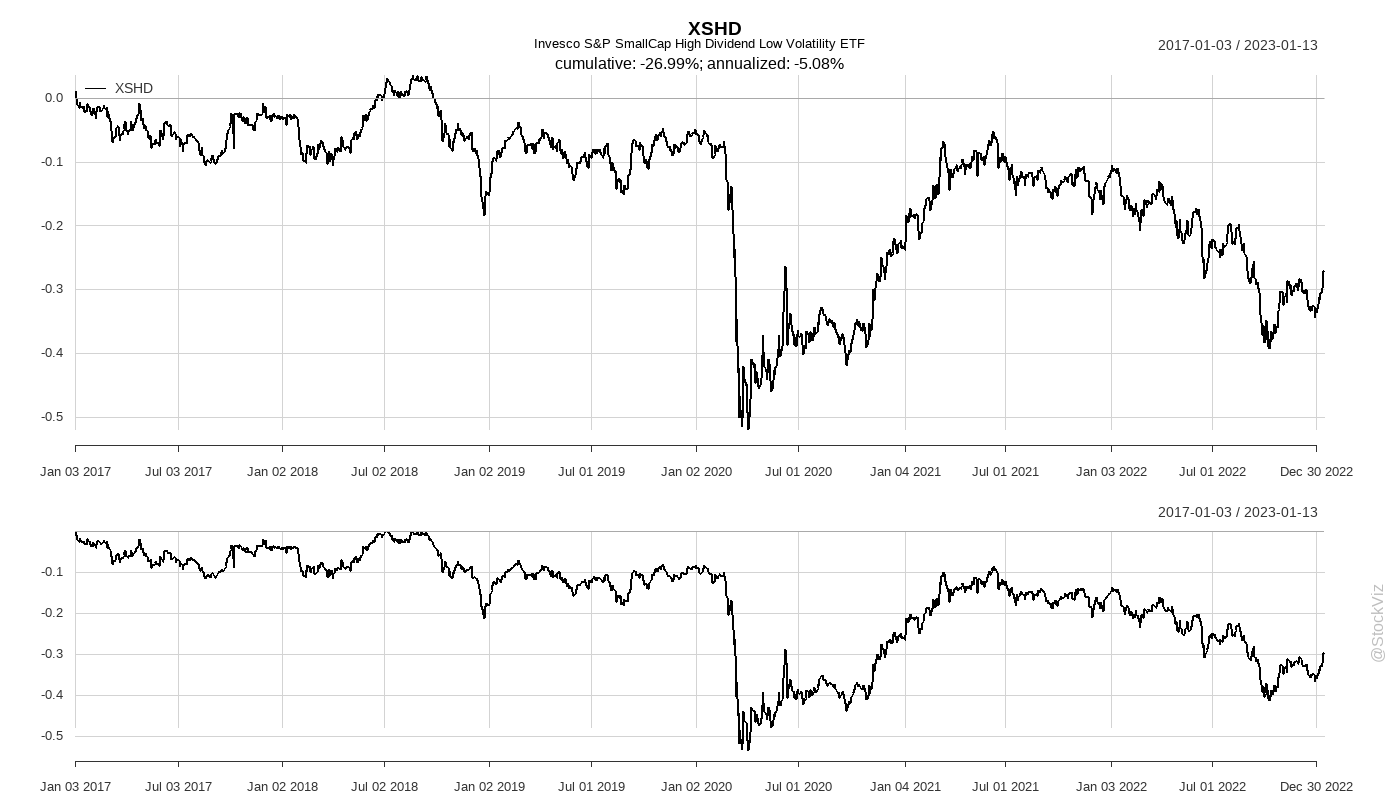 XSHD
Invesco S&P SmallCap High Dividend Low Volatility ETF
cumulative: -26.99%; annualized: -5.08%
2017-01-03 / 2023-01-13
XSHD
0.0
-0.1
-0.2
-0.3
-0.4
-0.5
Jan 03 2017 Jul 03 2017 Jan 02 2018 Jul 02 2018 Jan 02 2019 Jul 01 2019 Jan 02 2020 Jul 01 2020 Jan 04 2021 Jul 01 2021 Jan 03 2022 Jul 01 2022 Dec 30 2022
2017-01-03 / 2023-01-13
-0.1
-0.2
-0.3
-0.4
-0.5
Jan 03 2017 Jul 03 2017 Jan 02 2018 Jul 02 2018 Jan 02 2019 Jul 01 2019 Jan 02 2020 Jul 01 2020 Jan 04 2021 Jul 01 2021 Jan 03 2022 Jul 01 2022 Dec 30 2022
@StockViz